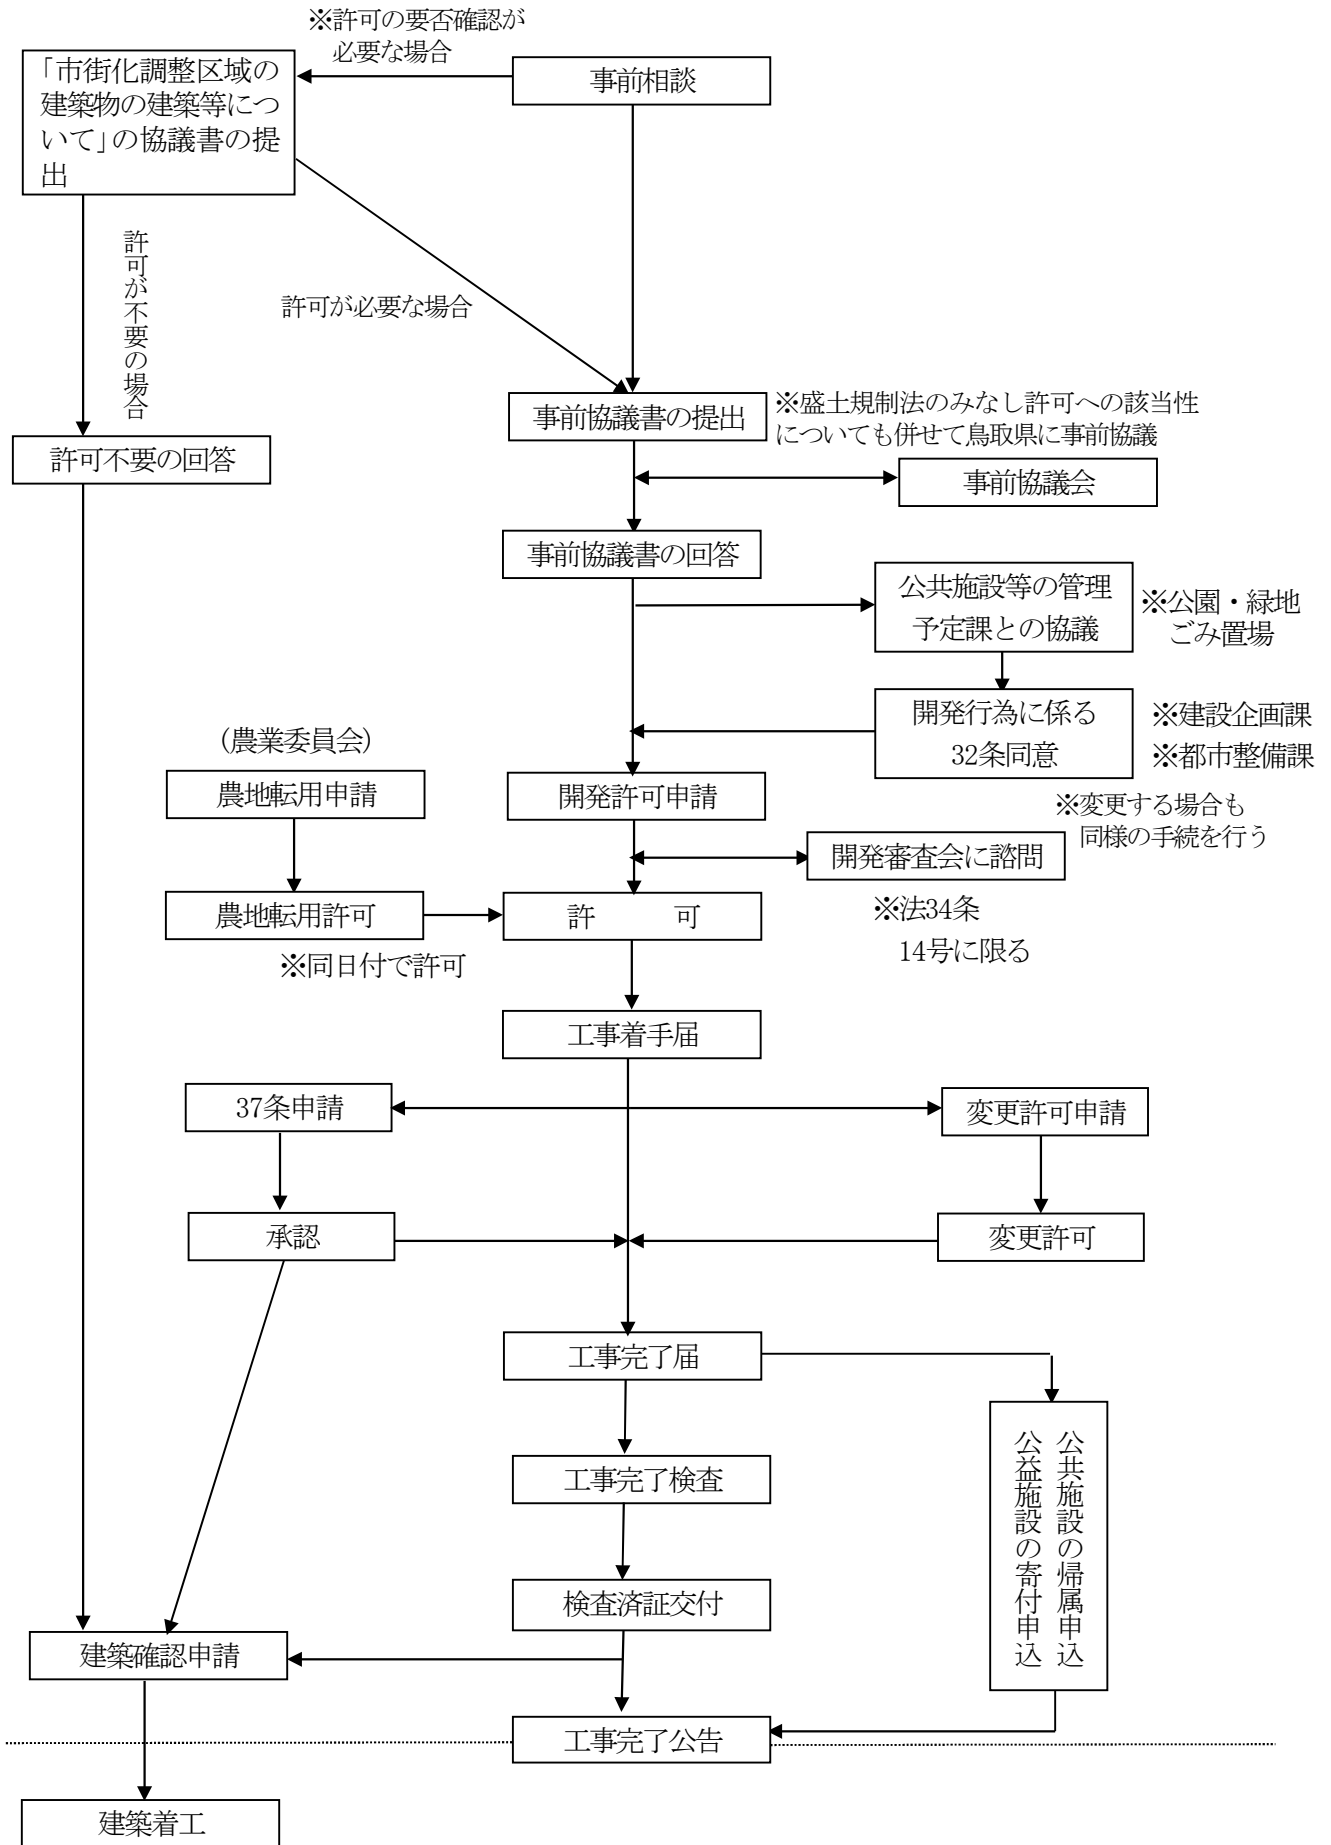 ※許可の要否確認が
必要な場合
「市街化調整区域の
建築物の建築等につ
いて」の協議書の提
出
事前相談
許可が不要の場合
許可が必要な場合
事前協議書の提出
※盛土規制法のみなし許可への該当性
についても併せて鳥取県に事前協議
許可不要の回答
事前協議会
事前協議書の回答
公共施設等の管理
予定課との協議
※公園・緑地
ごみ置場
開発行為に係る
32条同意
※建設企画課
※都市整備課
(農業委員会)
農地転用申請
開発許可申請
※変更する場合も
同様の手続を行う
開発審査会に諮問
農地転用許可
許 可
※法34条
14号に限る
※同日付で許可
工事着手届
37条申請
変更許可申請
承認
変更許可
工事完了届
公共施設の帰属申込
公益施設の寄付申込
工事完了検査
検査済証交付
建築確認申請
工事完了公告
建築着工